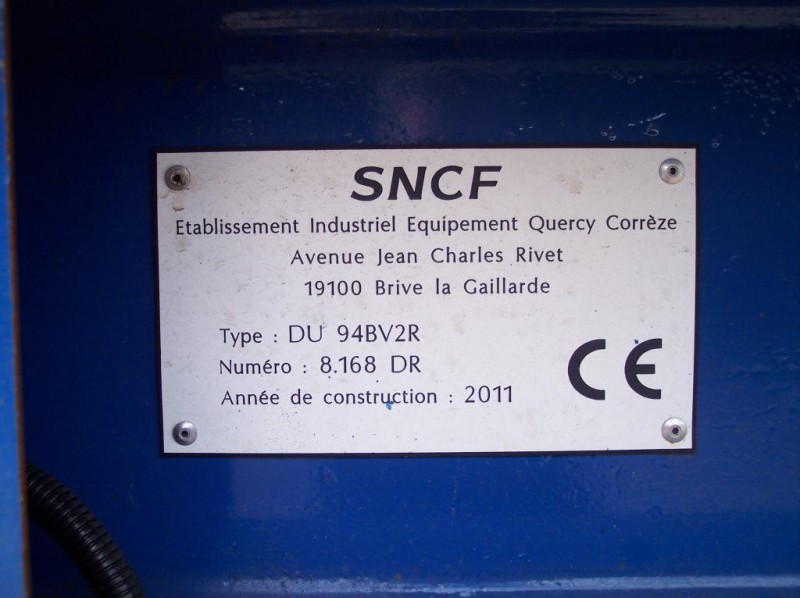 SNCF
Etablissement Industriel Equipement Quercy Corrèze
Avenue Jean Charles Rivet
19100 Brive la Gaillarde
Type : DU 94BV2R
Numéro : 8.168 DR
Année de construction : 2011
CE